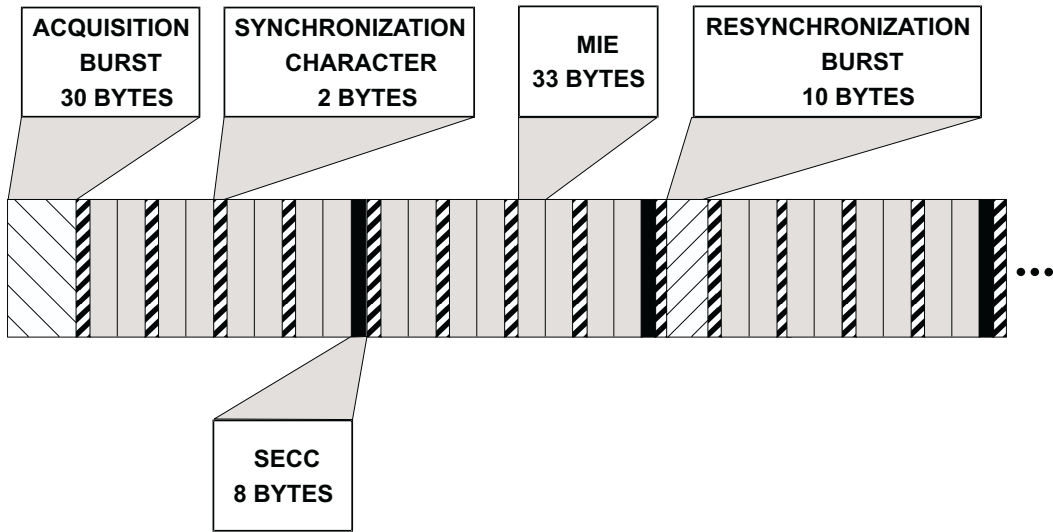 ACQUISITION
BURST
30 BYTES
SYNCHRONIZATION
CHARACTER
2 BYTES
MIE
33 BYTES
RESYNCHRONIZATION
BURST
10 BYTES
SECC
8 BYTES